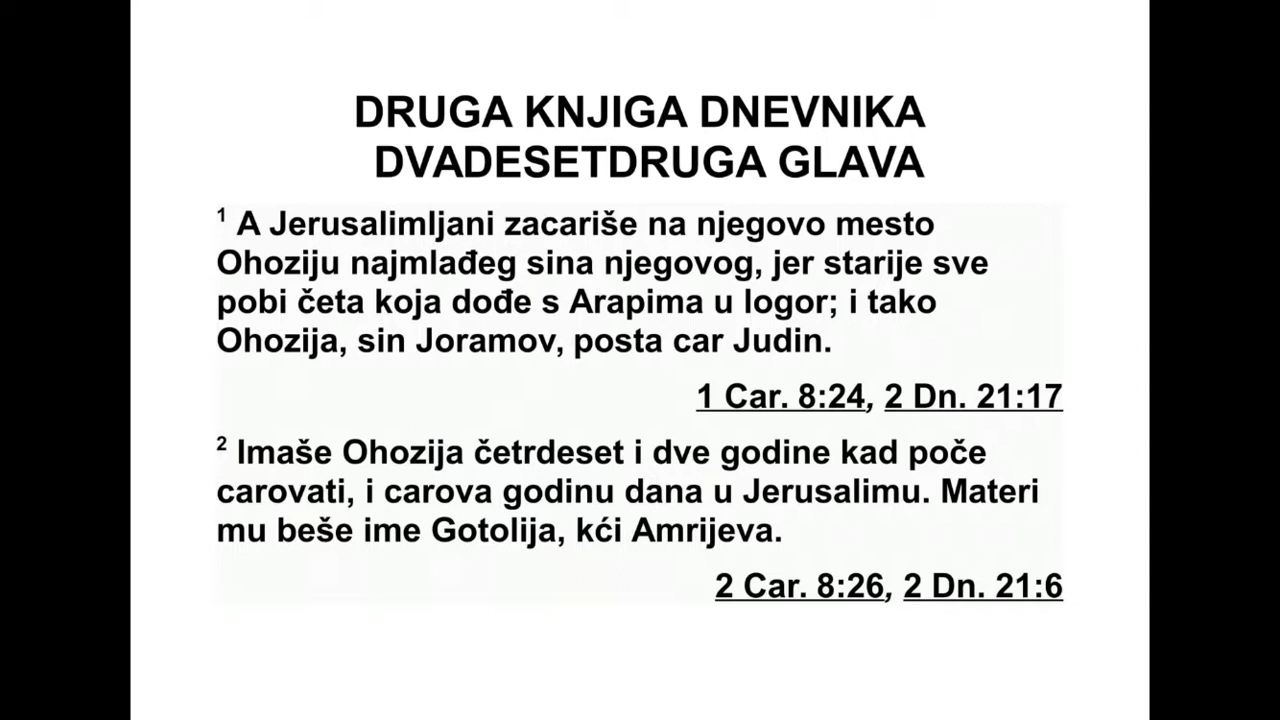 DRUGA KNJIGA DNEVNIKA
DVADESETDRUGA GLAVA
1 A Jerusalimljani zacariše na njegovo mesto
Ohoziju najmlađeg sina njegovog, jer starije sve
pobi četa koja dođe s Arapima u logor; i tako
Ohozija, sin Joramov, posta car Judin.
1 Car. 8:24, 2 Dn. 21:17
2 Imaše Ohozija četrdeset i dve godine kad poče
carovati, i carova godinu dana u Jerusalimu. Materi
mu beše ime Gotolija, kći Amrijeva.
2 Car. 8:26, 2 Dn. 21:6